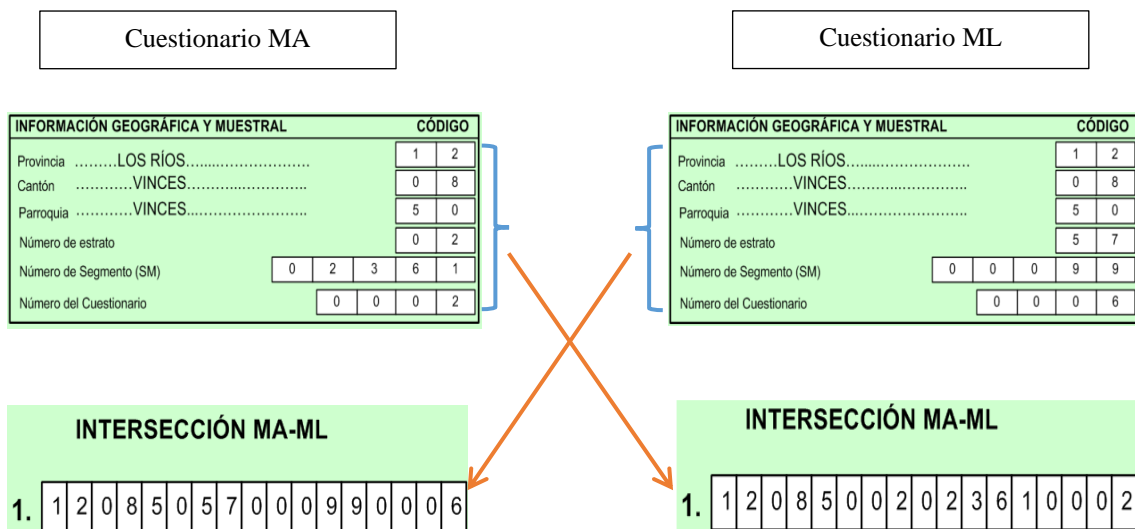 Cuestionario MA
Cuestionario ML
INFORMACIÓN GEOGRÁFICA Y MUESTRAL CÓDIGO
Provincia .........LOS RÍOS........................... 1 2
Cantón ............VINCES........................... 0 8
Parroquia ............VINCES........................... 5 0
Número de estrato 0 2
Número de Segmento (SM) 0 2 3 6 1
Número del Cuestionario 0 0 0 2
INFORMACIÓN GEOGRÁFICA Y MUESTRAL CÓDIGO
Provincia .........LOS RÍOS........................... 1 2
Cantón ............VINCES........................... 0 8
Parroquia ............VINCES........................... 5 0
Número de estrato 5 7
Número de Segmento (SM) 0 0 0 9 9
Número del Cuestionario 0 0 0 6
INTERSECCIÓN MA-ML
1. 1 2 0 8 5 0 5 7 0 0 0 9 9 0 0 0 6
INTERSECCIÓN MA-ML
1. 1 2 0 8 5 0 0 2 0 2 3 6 1 0 0 0 2